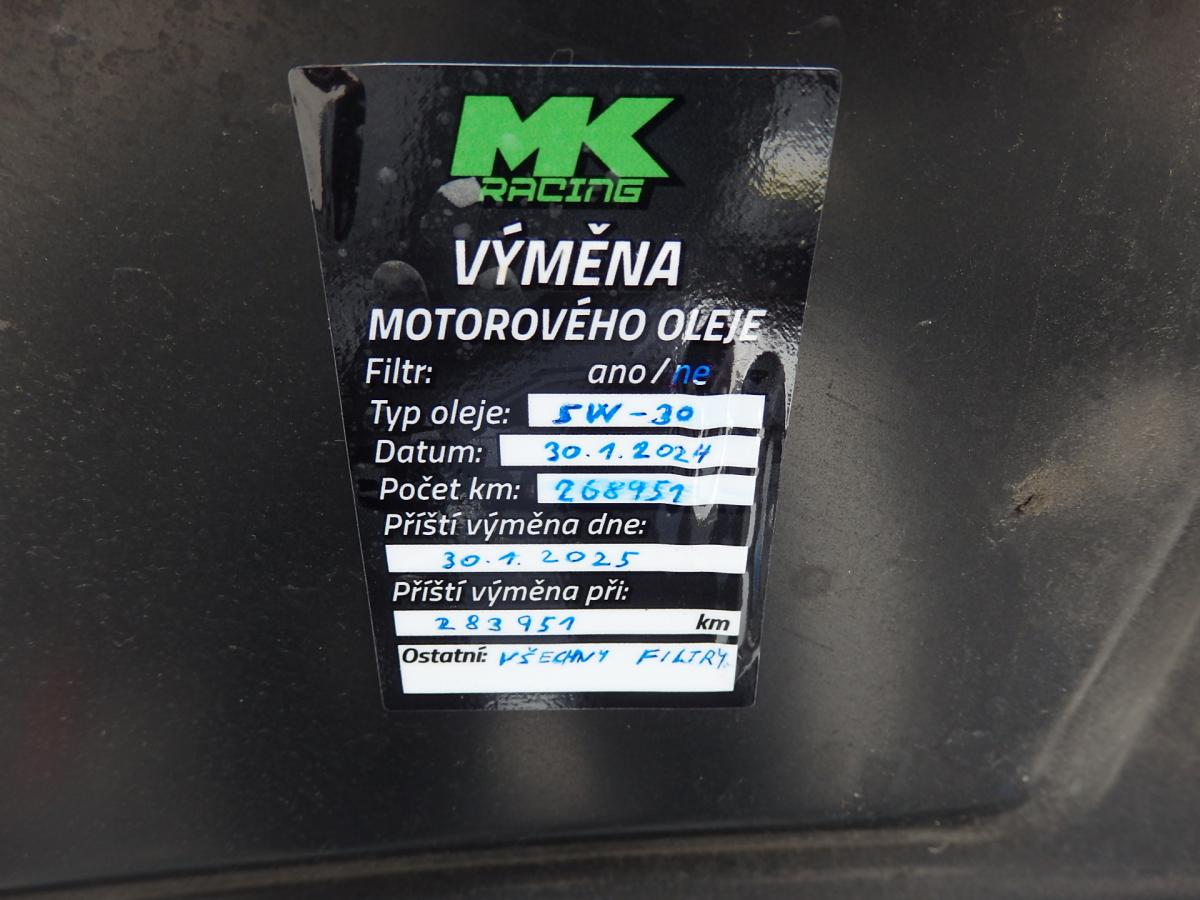 MK
RACING
VÝMĚNA
MOTOROVÉHO OLEJE
Filtr: ano / ne
Typ oleje: 5W-30
Datum: 30.1.2024
Počet km: 268951
Příští výměna dne:
30.1.2025
Příští výměna při:
283951 km
Ostatní: VŠECHNY FILTRY